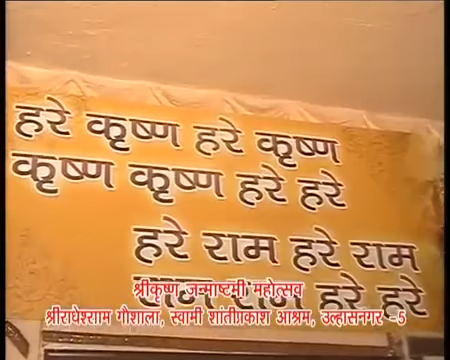 हरे कृष्ण हरे कृष्ण
कृष्ण कृष्ण हरे हरे
हरे राम हरे राम
राम राम हरे हरे
श्रीकृष्ण जन्माष्टमी महोत्सव
श्रीराधेश्याम गौशाला, स्वामी शांतीप्रकाश आश्रम, उल्हासनगर -5